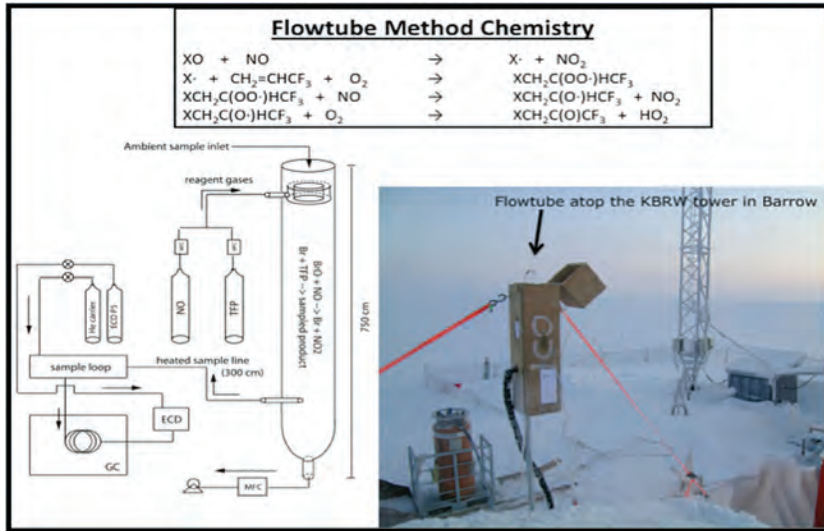 Flowtube Method Chemistry
XO + NO → X· + NO₂
X· + CH₂=CHCF₃ + O₂ → XCH₂C(OO·)HCF₃
XCH₂C(OO·)HCF₃ + NO → XCH₂C(O·)HCF₃ + NO₂
XCH₂C(O·)HCF₃ + O₂ → XCH₂C(O)CF₃ + HO₂
Ambient sample inlet
reagent gases
Flowtube atop the KBRW tower in Barrow
He carrier
ECD P5
NO
TFP
BrO + NO -> Br + NO2
Br + TFP --> sampled product
750 cm
sample loop
heated sample line
(300 cm)
ECD
GC
MFC